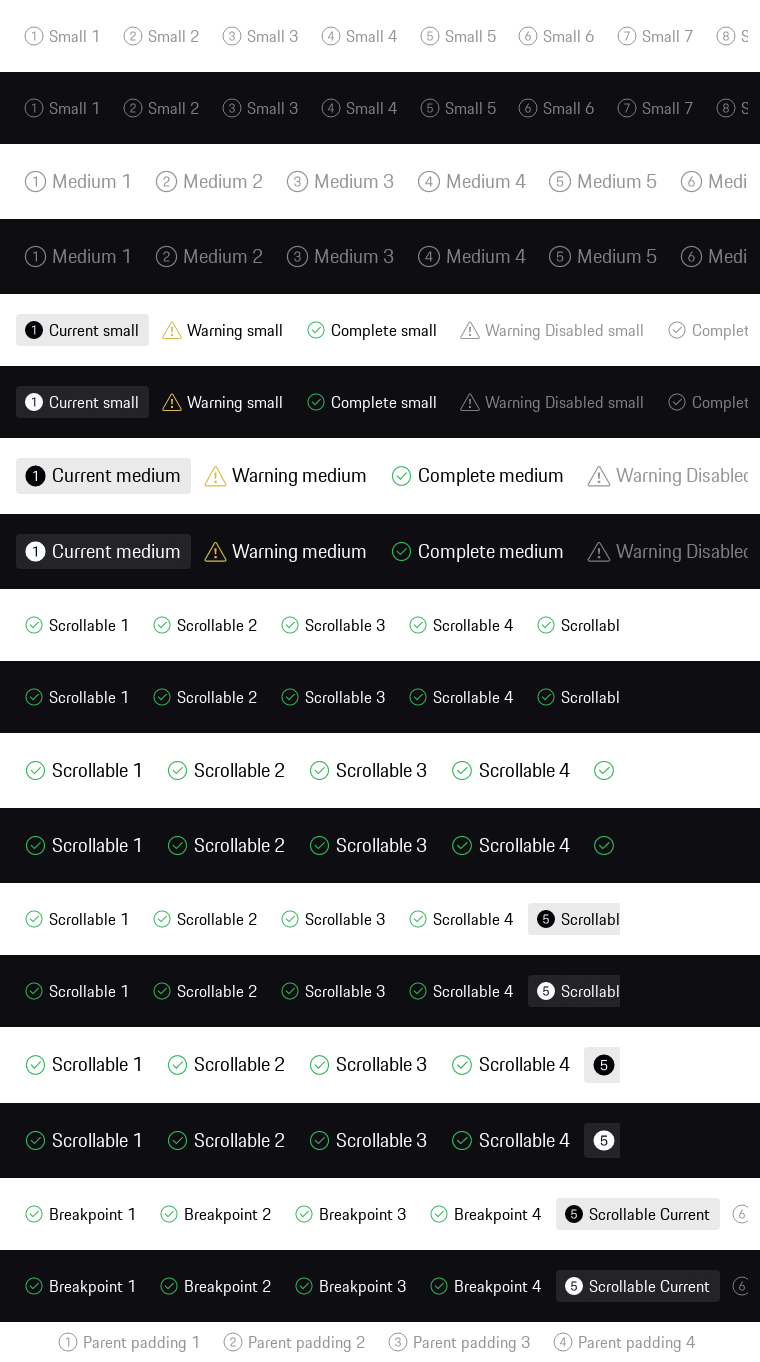 1 Small 1 2 Small 2 3 Small 3 4 Small 4 5 Small 5 6 Small 6 7 Small 7 8 S
1 Small 1 2 Small 2 3 Small 3 4 Small 4 5 Small 5 6 Small 6 7 Small 7 8 S
1 Medium 1 2 Medium 2 3 Medium 3 4 Medium 4 5 Medium 5 6 Medi
1 Medium 1 2 Medium 2 3 Medium 3 4 Medium 4 5 Medium 5 6 Medi
1 Current small Warning small Complete small Warning Disabled small Complet
1 Current small Warning small Complete small Warning Disabled small Complet
1 Current medium Warning medium Complete medium Warning Disabled
1 Current medium Warning medium Complete medium Warning Disabled
Scrollable 1 Scrollable 2 Scrollable 3 Scrollable 4 Scrollabl
Scrollable 1 Scrollable 2 Scrollable 3 Scrollable 4 Scrollabl
Scrollable 1 Scrollable 2 Scrollable 3 Scrollable 4
Scrollable 1 Scrollable 2 Scrollable 3 Scrollable 4
Scrollable 1 Scrollable 2 Scrollable 3 Scrollable 4 5 Scrollabl
Scrollable 1 Scrollable 2 Scrollable 3 Scrollable 4 5 Scrollabl
Scrollable 1 Scrollable 2 Scrollable 3 Scrollable 4 5
Scrollable 1 Scrollable 2 Scrollable 3 Scrollable 4 5
Breakpoint 1 Breakpoint 2 Breakpoint 3 Breakpoint 4 5 Scrollable Current 6
Breakpoint 1 Breakpoint 2 Breakpoint 3 Breakpoint 4 5 Scrollable Current 6
1 Parent padding 1 2 Parent padding 2 3 Parent padding 3 4 Parent padding 4